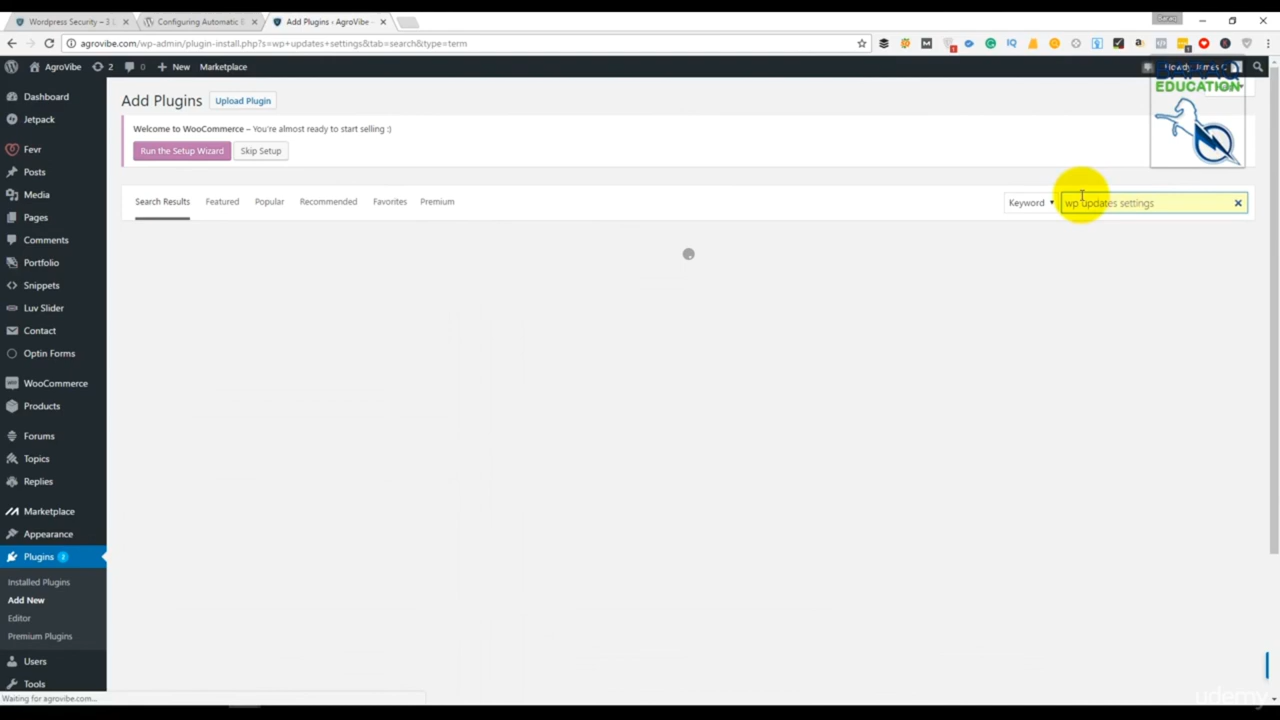 Wordpress Security – 3 L
Configuring Automatic B
Add Plugins ‹ AgroVibe –
agrovibe.com/wp-admin/plugin-install.php?s=wp+updates+settings&tab=search&type=term
AgroVibe 2 0 New Marketplace
Howdy, James
EDUCATION
Dashboard
Jetpack
Fevr
Posts
Media
Pages
Comments
Portfolio
Snippets
Luv Slider
Contact
Optin Forms
WooCommerce
Products
Forums
Topics
Replies
Marketplace
Appearance
Plugins 2
Installed Plugins
Add New
Editor
Premium Plugins
Users
Tools
Add Plugins Upload Plugin
Welcome to WooCommerce – You're almost ready to start selling :)
Run the Setup Wizard Skip Setup
Search Results Featured Popular Recommended Favorites Premium
Keyword wp updates settings
Waiting for agrovibe.com...
udemy